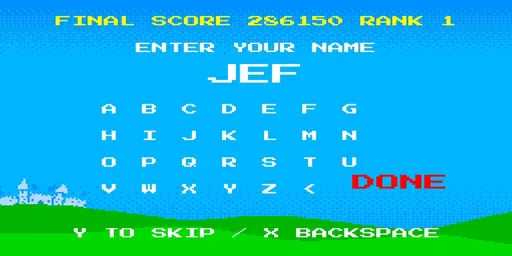 FINAL SCORE 286150 RANK 1
ENTER YOUR NAME
JEF
A B C D E F G
H I J K L M N
O P Q R S T U
V W X Y Z <
DONE
Y TO SKIP / X BACKSPACE